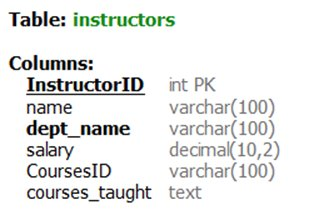 Table: instructors
Columns:
InstructorID int PK
name varchar(100)
dept_name varchar(100)
salary decimal(10,2)
CoursesID varchar(100)
courses_taught text